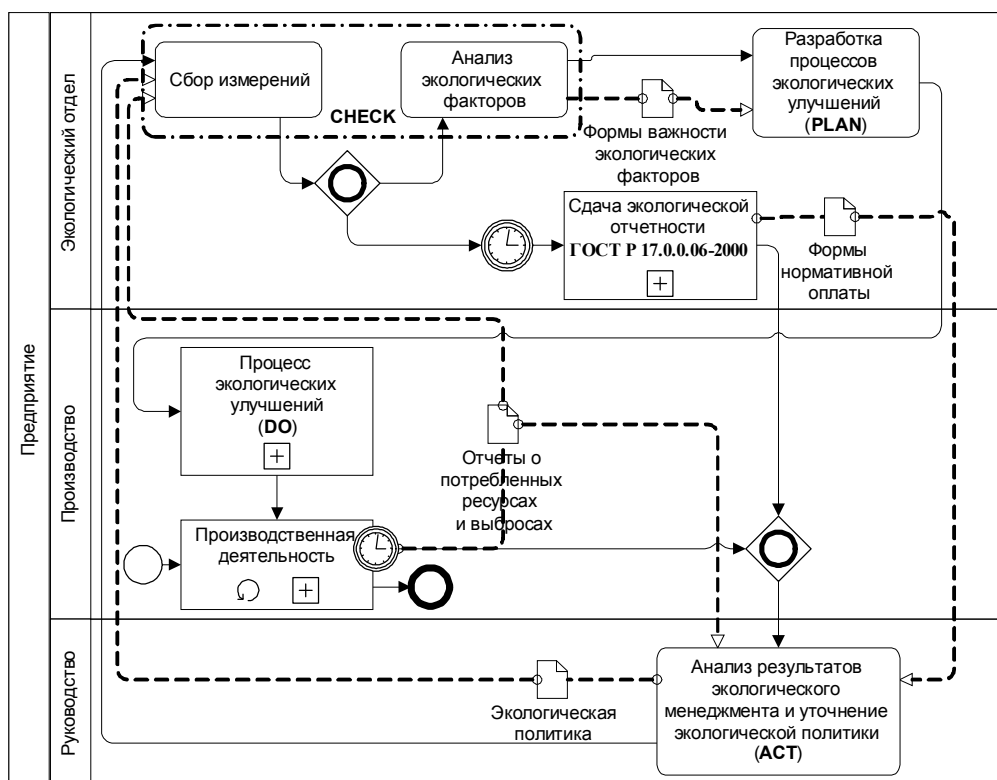 Предприятие
Экологический отдел
Сбор измерений
Анализ
экологических
факторов
CHECK
Разработка
процессов
экологических
улучшений
(PLAN)
Формы важности
экологических
факторов
Сдача экологической
отчетности
ГОСТ Р 17.0.0.06-2000
Формы
нормативной
оплаты
Производство
Процесс
экологических
улучшений
(DO)
Отчеты о
потребленных
ресурсах
и выбросах
Производственная
деятельность
Руководство
Экологическая
политика
Анализ результатов
экологического
менеджмента и уточнение
экологической политики
(ACT)